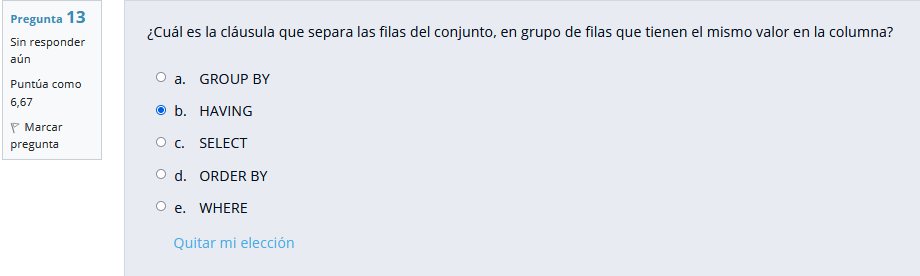 Pregunta 13
Sin responder
aún
Puntúa como
6,67
Marcar
pregunta
¿Cuál es la cláusula que separa las filas del conjunto, en grupo de filas que tienen el mismo valor en la columna?
a. GROUP BY
b. HAVING
c. SELECT
d. ORDER BY
e. WHERE
Quitar mi elección